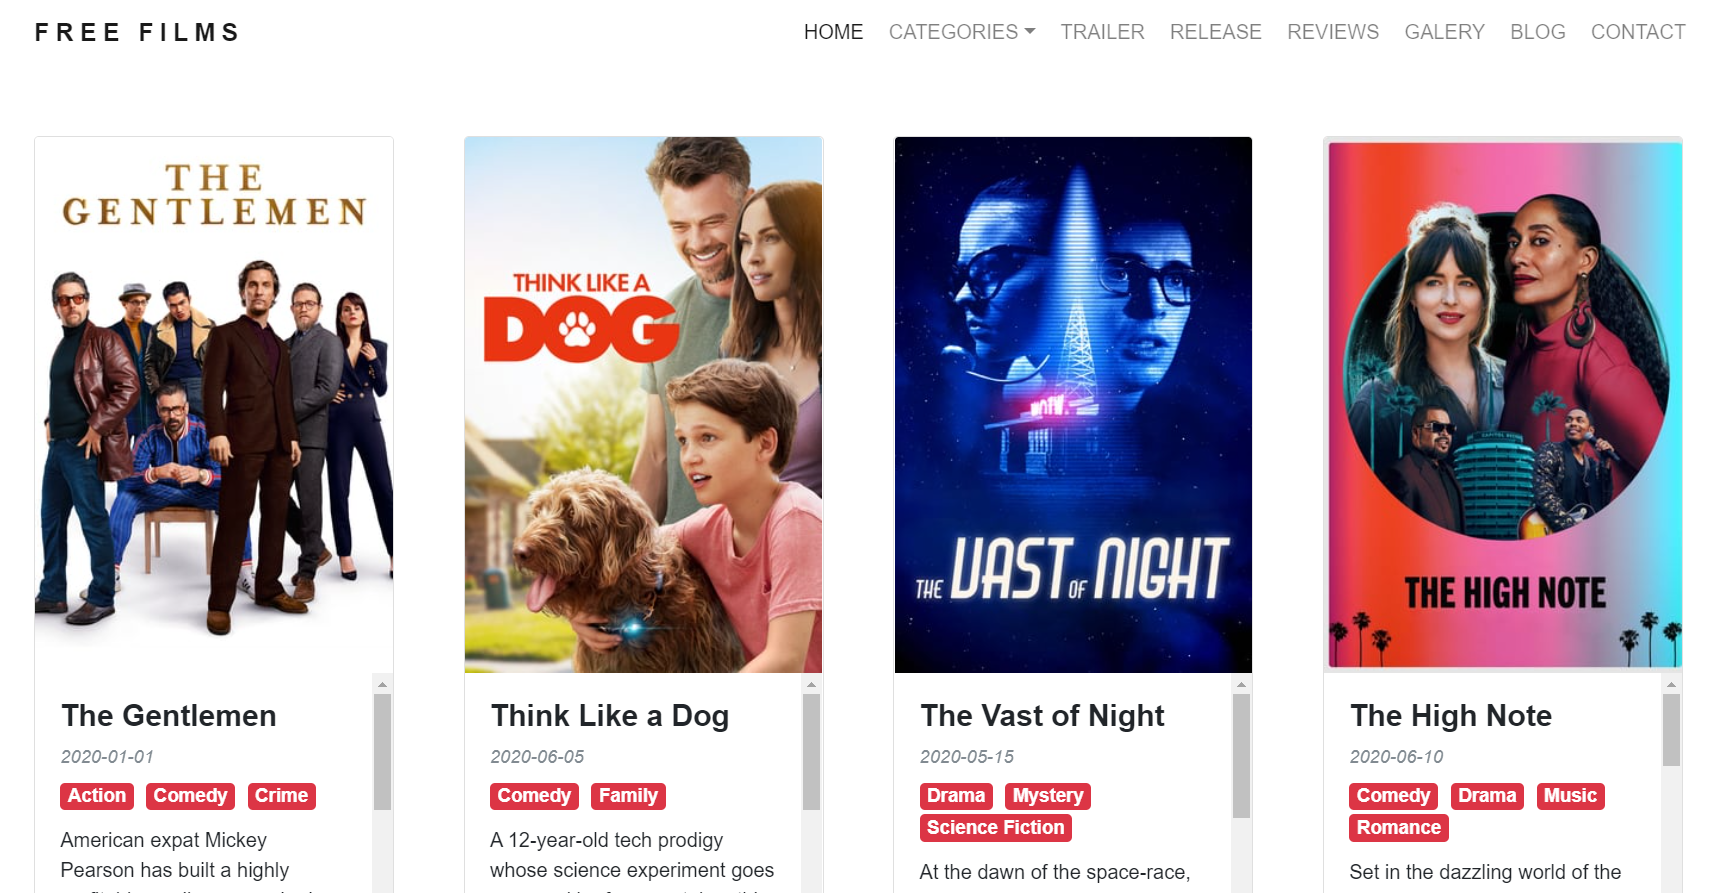 FREE FILMS
HOME CATEGORIES TRAILER RELEASE REVIEWS GALERY BLOG CONTACT
THE
GENTLEMEN
THINK LIKE A
DOG
WOTW
THE VAST OF NIGHT
THE HIGH NOTE
The Gentlemen
2020-01-01
Action Comedy Crime
American expat Mickey
Pearson has built a highly
Think Like a Dog
2020-06-05
Comedy Family
A 12-year-old tech prodigy
whose science experiment goes
The Vast of Night
2020-05-15
Drama Mystery
Science Fiction
At the dawn of the space-race,
The High Note
2020-06-10
Comedy Drama Music
Romance
Set in the dazzling world of the